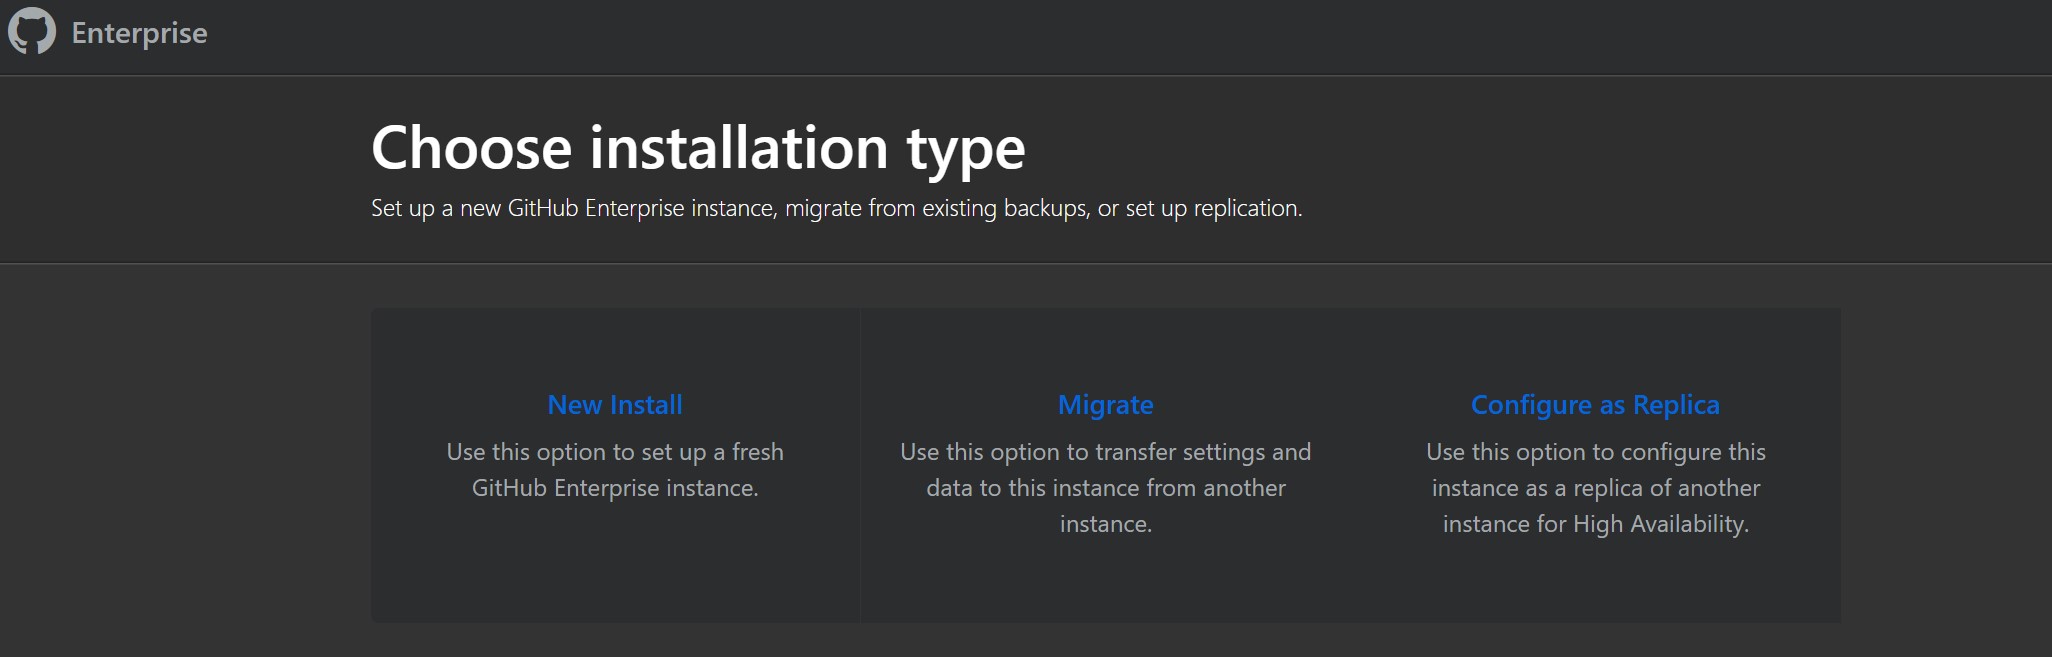 Enterprise
Choose installation type
Set up a new GitHub Enterprise instance, migrate from existing backups, or set up replication.
New Install
Use this option to set up a fresh
GitHub Enterprise instance.
Migrate
Use this option to transfer settings and
data to this instance from another
instance.
Configure as Replica
Use this option to configure this
instance as a replica of another
instance for High Availability.